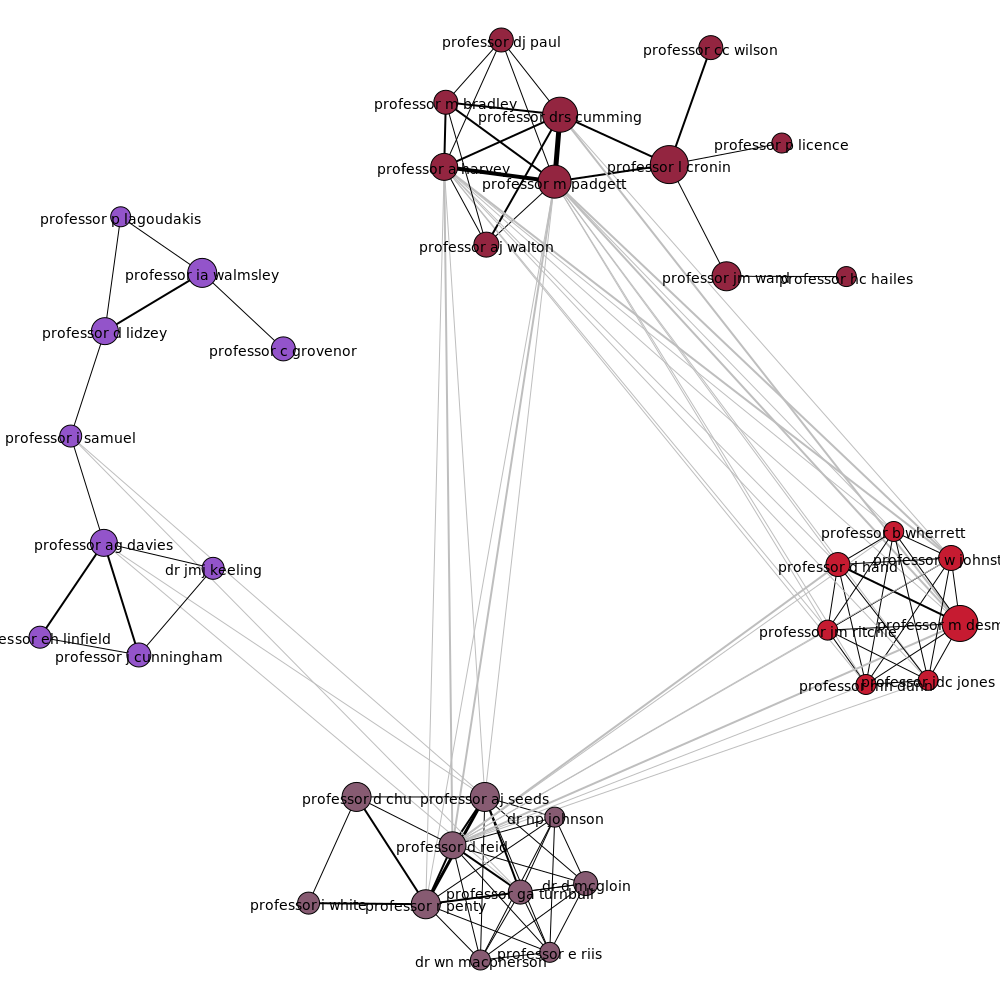 professor dj paul
professor cc wilson
professor m bradley
professor drs cumming
professor p licence
professor a harvey
professor l cronin
professor m padgett
professor p lagoudakis
professor aj walton
professor ia walmsley
professor jm ward
professor hc hailes
professor d lidzey
professor c grovenor
professor i samuel
professor b wherrett
professor ag davies
professor w johnst
professor d hand
dr jmj keeling
professor m desm
professor jm ritchie
essor eh linfield
professor j cunningham
professor jdc jones
professor d chu
professor aj seeds
dr np johnson
professor d reid
dr d mcgloin
professor ga turnbull
professor i white
professor r penty
professor e riis
dr wn macpherson